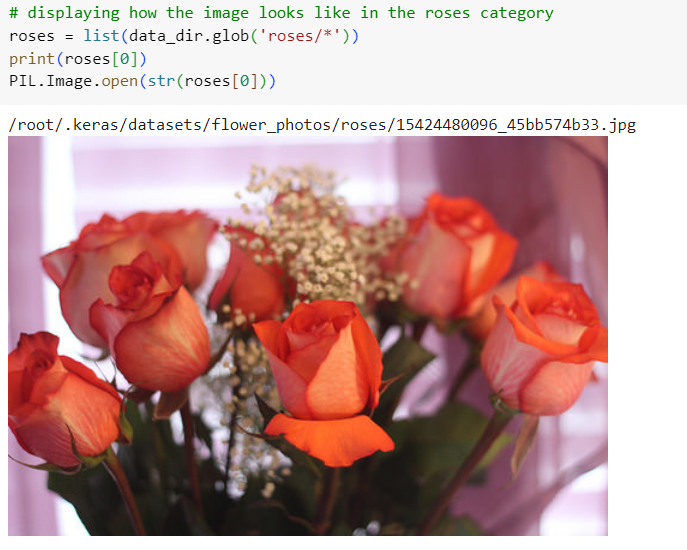 # displaying how the image looks like in the roses category
roses = list(data_dir.glob('roses/*'))
print(roses[0])
PIL.Image.open(str(roses[0]))
/root/.keras/datasets/flower_photos/roses/15424480096_45bb574b33.jpg